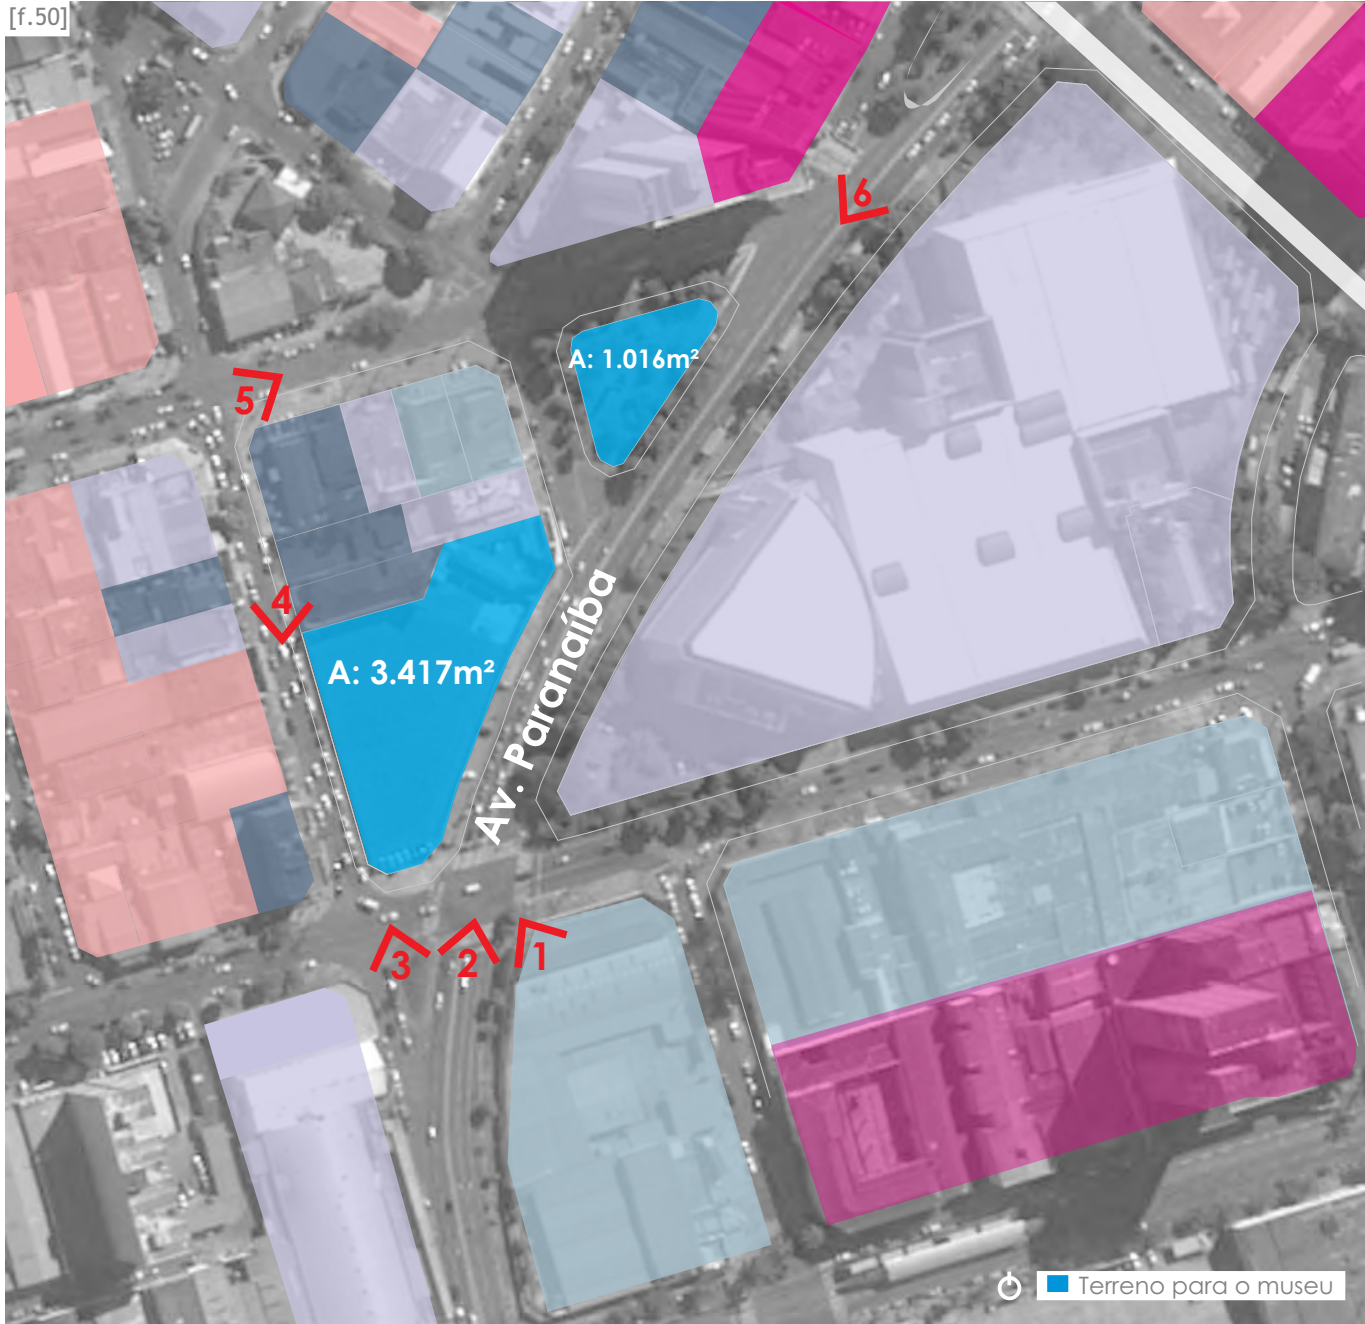 [f.50]
6
A: 1.016m²
5
4
A: 3.417m²
Av. Paranaíba
3
2
1
Terreno para o museu